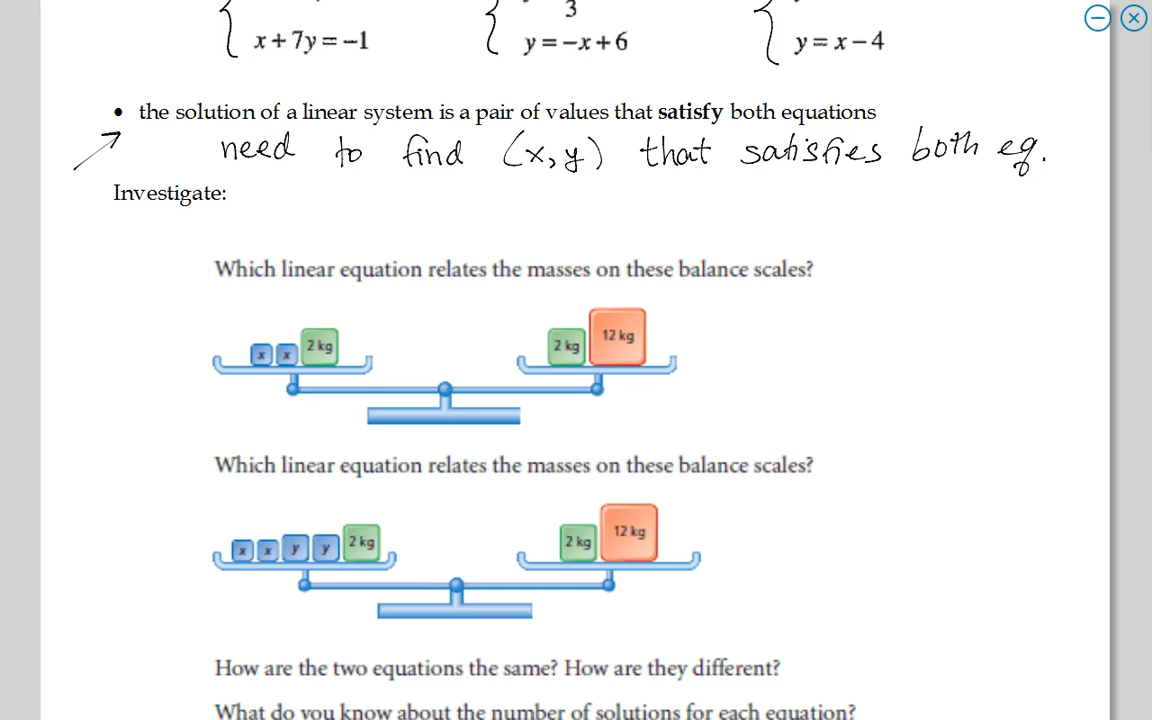 3
x + 7y = −1
y = −x + 6
y = x − 4
• the solution of a linear system is a pair of values that satisfy both equations
need to find (x, y) that satisfies both eq.
Investigate:
Which linear equation relates the masses on these balance scales?
x x 2 kg 2 kg 12 kg
Which linear equation relates the masses on these balance scales?
x x y y 2 kg 2 kg 12 kg
How are the two equations the same? How are they different?
What do you know about the number of solutions for each equation?